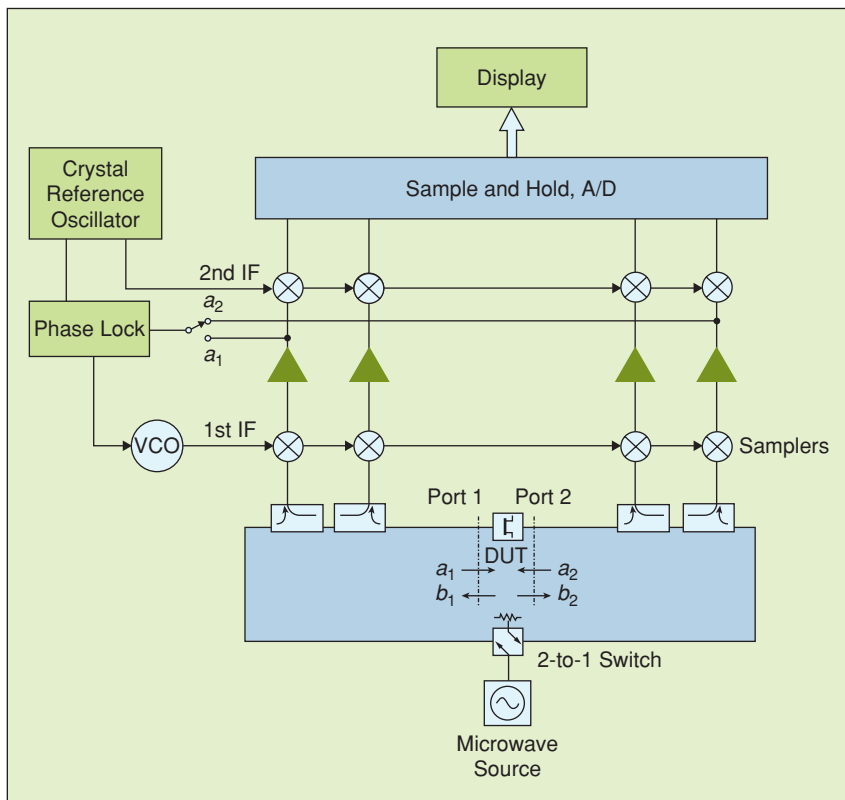 Display
Crystal
Reference
Oscillator
Sample and Hold, A/D
2nd IF
a2
Phase Lock
a1
VCO
1st IF
Samplers
Port 1
Port 2
DUT
a1
a2
b1
b2
2-to-1 Switch
Microwave
Source